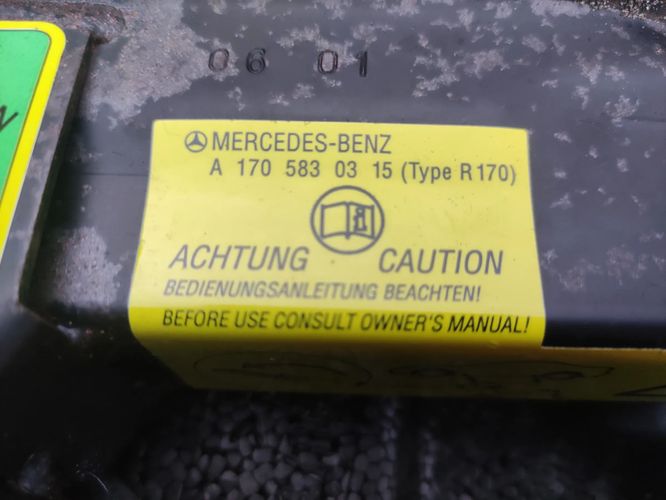 06 01
MERCEDES-BENZ
A 170 583 03 15 (Type R170)
ACHTUNG CAUTION
BEDIENUNGSANLEITUNG BEACHTEN!
BEFORE USE CONSULT OWNER'S MANUAL!